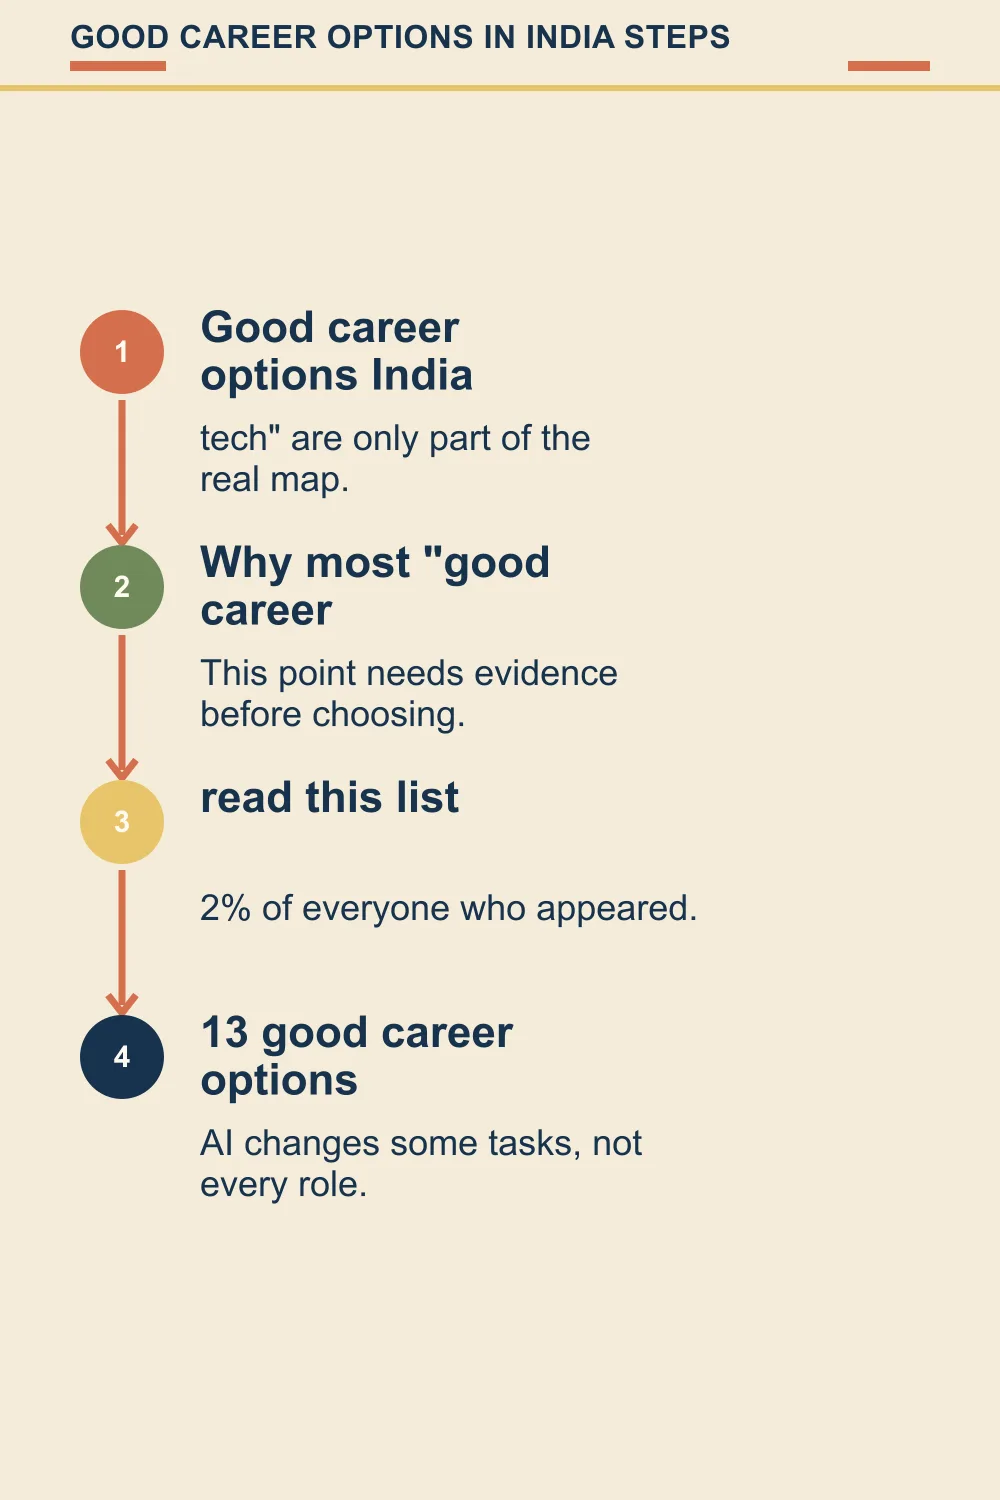 GOOD CAREER OPTIONS IN INDIA STEPS
1
Good career
options India
tech" are only part of the
real map.
2
Why most "good
career
This point needs evidence
before choosing.
3
read this list
2% of everyone who appeared.
4
13 good career
options
AI changes some tasks, not
every role.